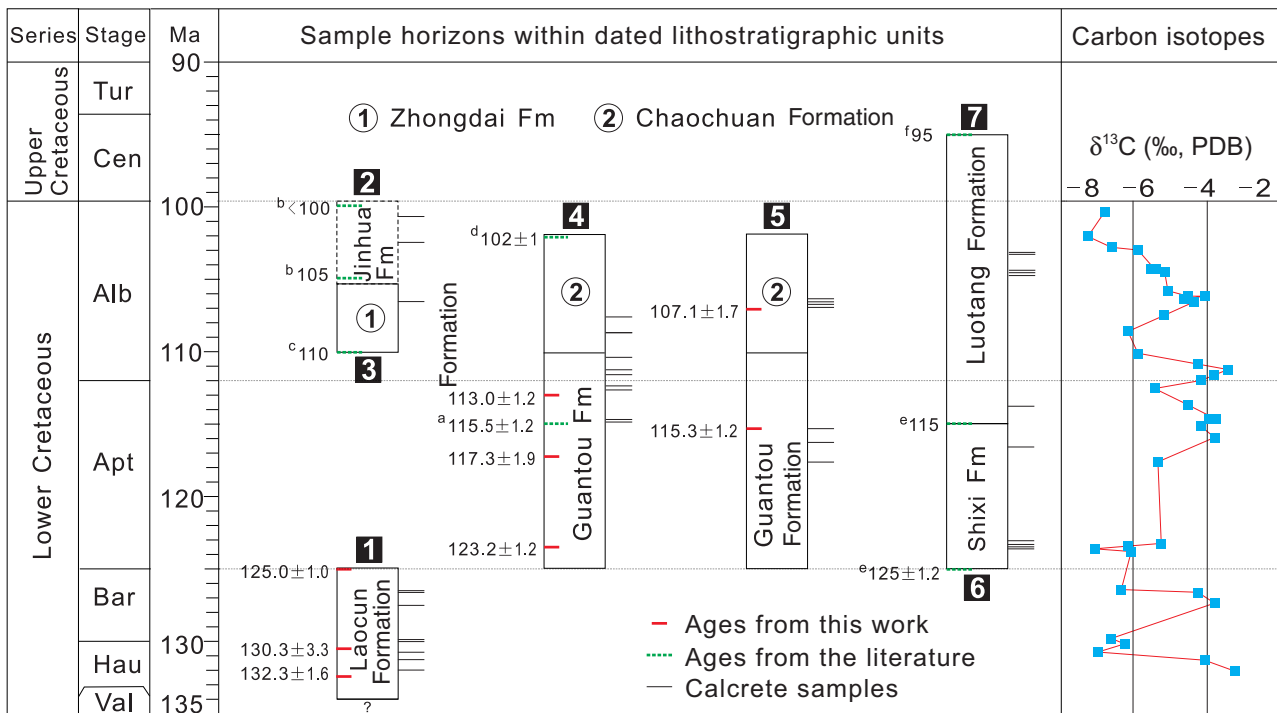 Series
Stage
Ma
Sample horizons within dated lithostratigraphic units
Carbon isotopes
90
Tur
① Zhongdai Fm
② Chaochuan Formation
7
f95
δ¹³C (‰, PDB)
Upper
Cretaceous
Cen
-8 -6 -4 -2
100
2
b<100
Jinhua
Fm
b105
①
c110
3
Alb
110
Formation
4
d102±1
②
113.0±1.2
a115.5±1.2
117.3±1.9
123.2±1.2
Guantou Fm
5
②
107.1±1.7
115.3±1.2
Guantou
Formation
Luotang Formation
e115
Shixi Fm
e125±1.2
6
Lower Cretaceous
Apt
120
1
125.0±1.0
130.3±3.3
132.3±1.6
Laocun
Formation
?
Bar
130
Hau
Val
135
Ages from this work
Ages from the literature
Calcrete samples